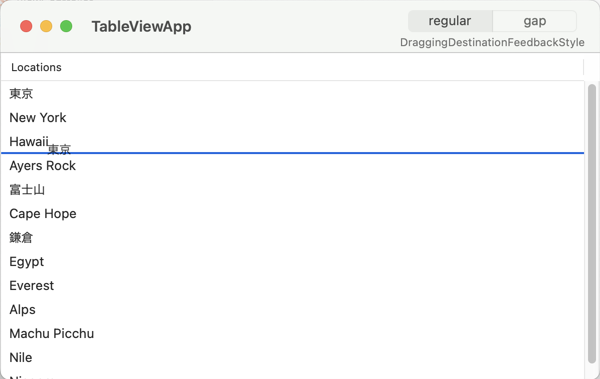 TableViewApp
regular
gap
DraggingDestinationFeedbackStyle
Locations
東京
New York
Hawaii
東京
Ayers Rock
富士山
Cape Hope
鎌倉
Egypt
Everest
Alps
Machu Picchu
Nile